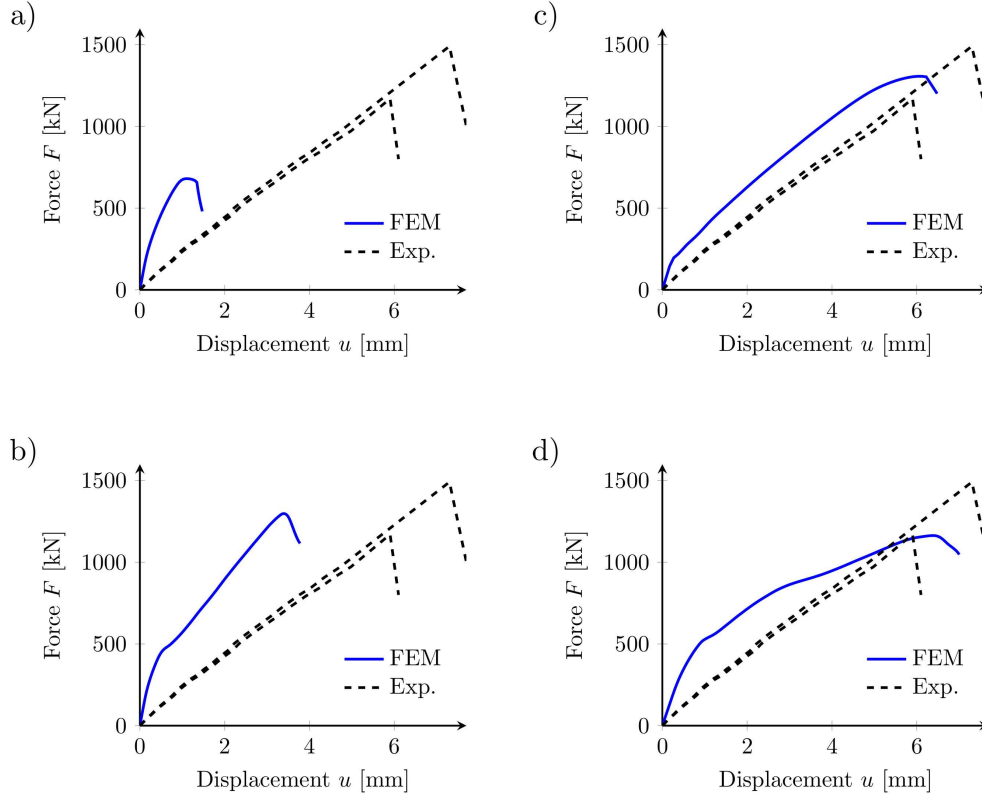 a)
1500
1000
500
0
0 2 4 6
Force F [kN]
Displacement u [mm]
FEM
Exp.
c)
1500
1000
500
0
0 2 4 6
Force F [kN]
Displacement u [mm]
FEM
Exp.
b)
1500
1000
500
0
0 2 4 6
Force F [kN]
Displacement u [mm]
FEM
Exp.
d)
1500
1000
500
0
0 2 4 6
Force F [kN]
Displacement u [mm]
FEM
Exp.